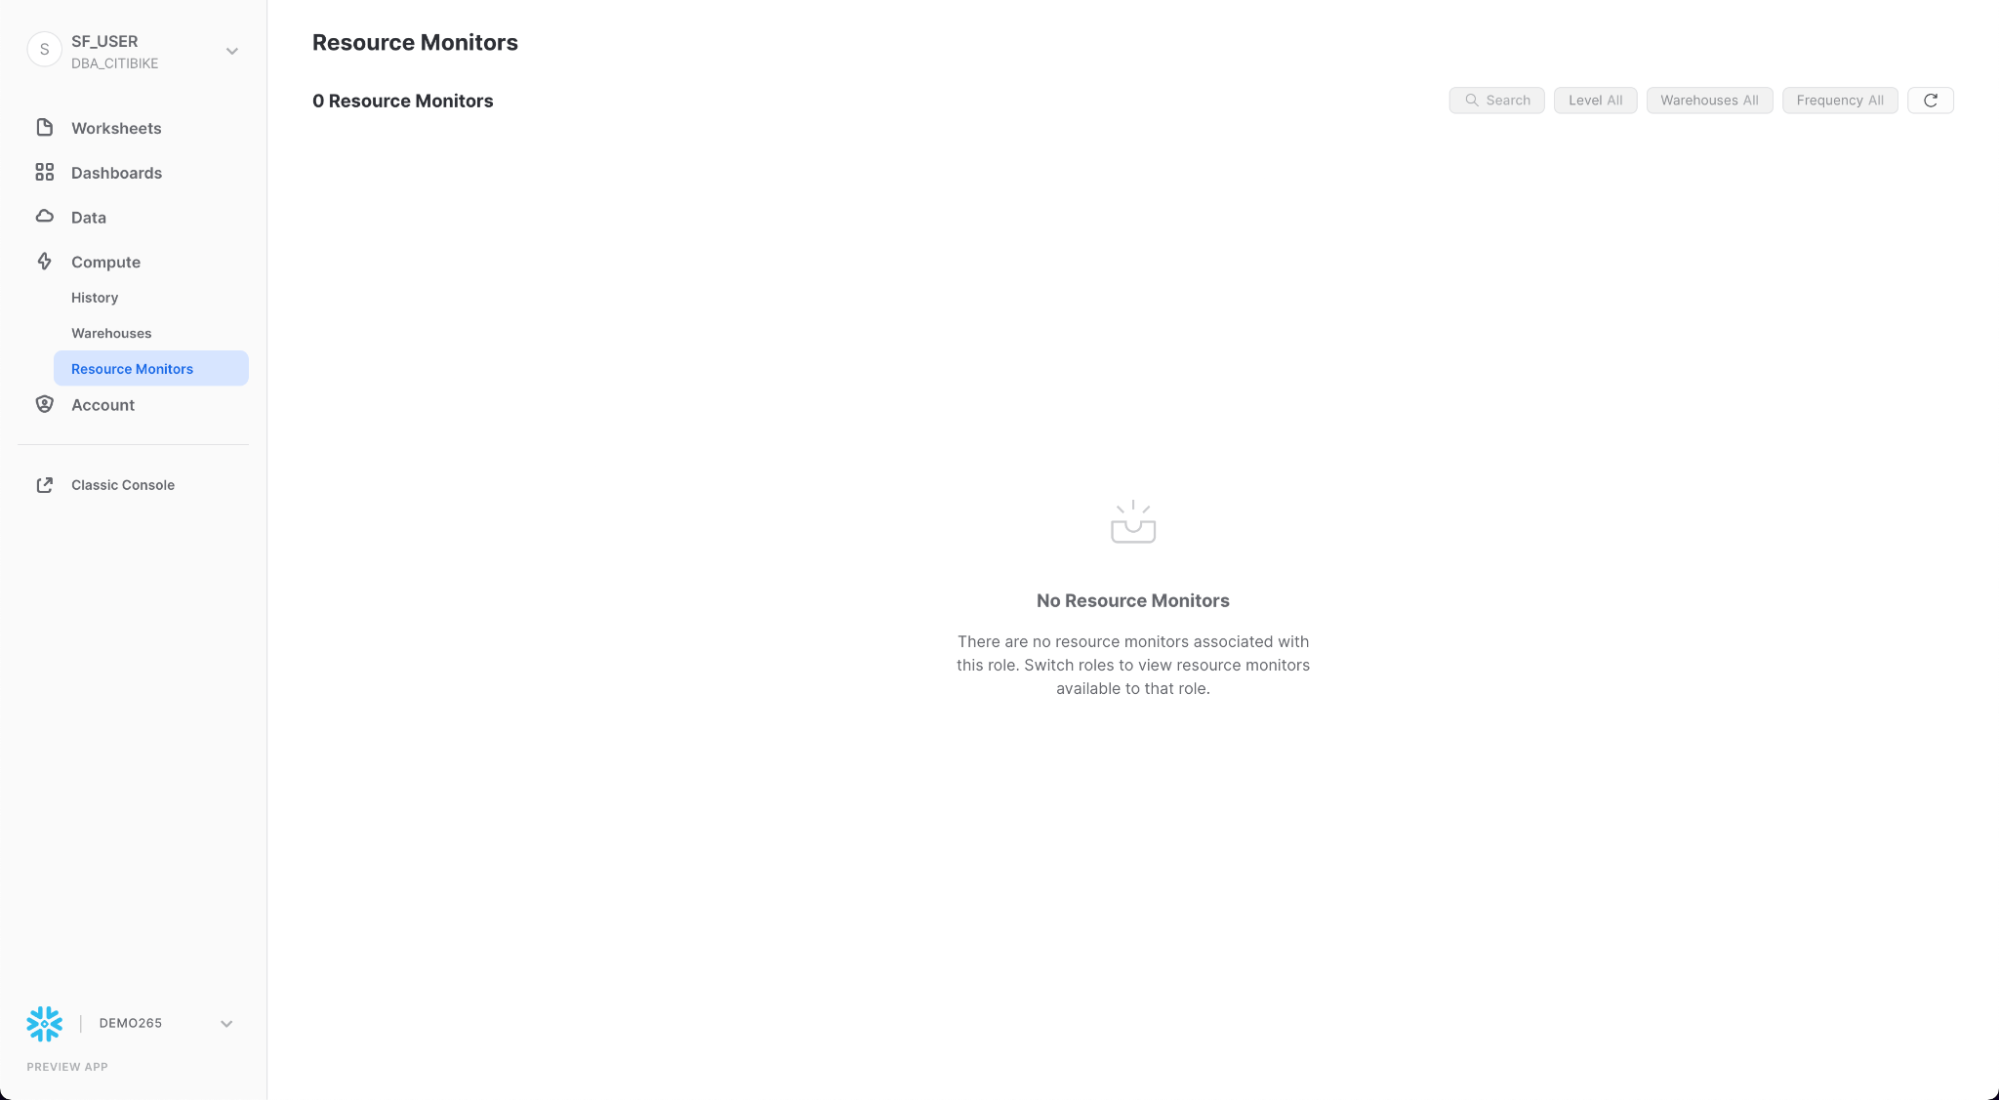 S
SF_USER
DBA_CITIBIKE
Worksheets
Dashboards
Data
Compute
History
Warehouses
Resource Monitors
Account
Classic Console
DEMO265
PREVIEW APP
Resource Monitors
0 Resource Monitors
Search
Level All
Warehouses All
Frequency All
No Resource Monitors
There are no resource monitors associated with
this role. Switch roles to view resource monitors
available to that role.